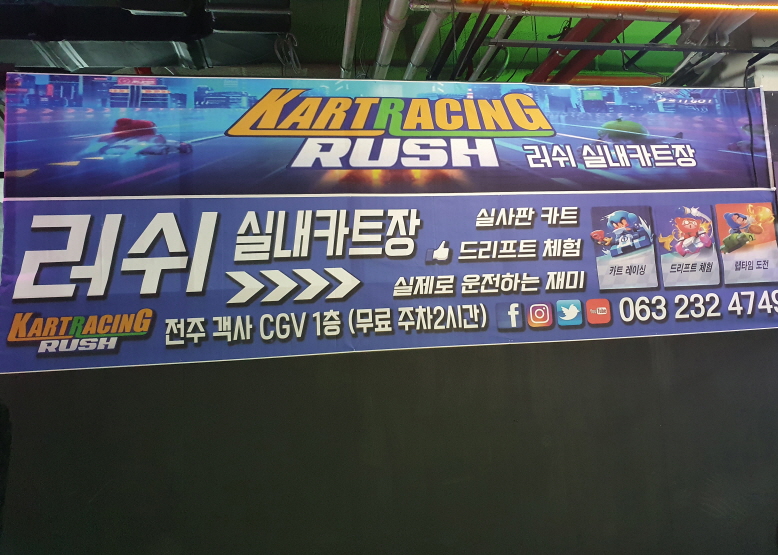 KARTRACING
RUSH 러쉬 실내카트장
러쉬 실내카트장
실사판 카트
드리프트 체험
실제로 운전하는 재미
카트 레이싱
드리프트 체험
랩타임 도전
KARTRACING
RUSH
전주 객사 CGV 1층 (무료 주차2시간)
f
YouTube
063 232 4749